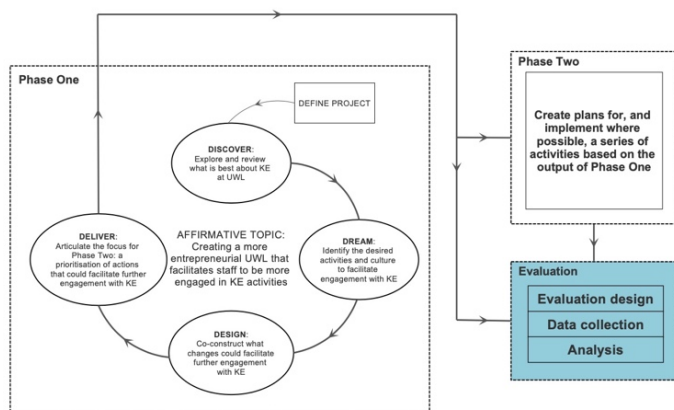 Phase One
DEFINE PROJECT
DISCOVER:
Explore and review
what is best about KE
at UWL
AFFIRMATIVE TOPIC:
Creating a more
entrepreneurial UWL that
facilitates staff to be more
engaged in KE activities
DREAM:
Identify the desired
activities and culture
to facilitate
engagement with KE
DESIGN:
Co-construct what
changes could facilitate
further engagement
with KE
DELIVER:
Articulate the focus for
Phase Two: a
prioritisation of actions
that could facilitate further
engagement with KE
Phase Two
Create plans for, and
implement where
possible, a series of
activities based on the
output of Phase One
Evaluation
Evaluation design
Data collection
Analysis